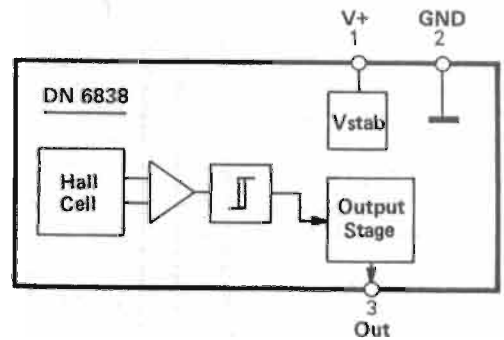 V+ GND
1 2
DN 6838
Vstab
Hall
Cell
Output
Stage
3
Out